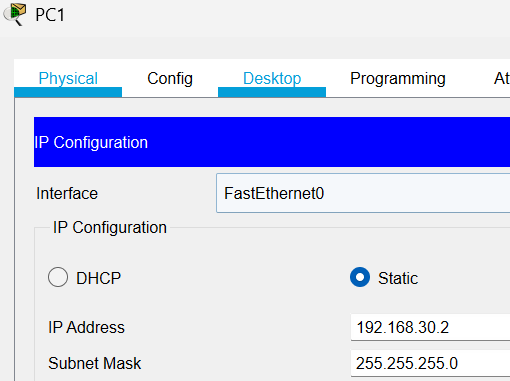 PC1
Physical Config Desktop Programming
IP Configuration
Interface FastEthernet0
IP Configuration
DHCP Static
IP Address 192.168.30.2
Subnet Mask 255.255.255.0